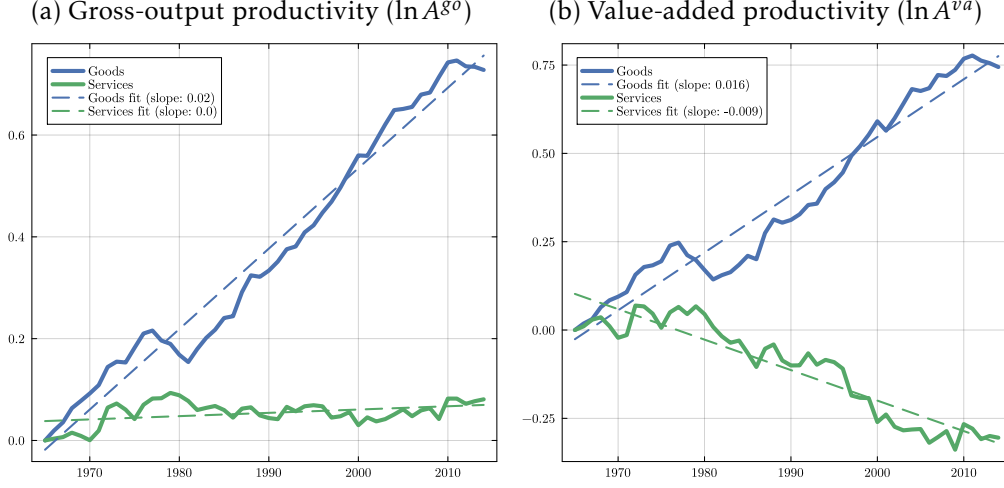 (a) Gross-output productivity (ln A^go)
(b) Value-added productivity (ln A^va)
Goods
Services
Goods fit (slope: 0.02)
Services fit (slope: 0.0)
0.6
0.4
0.2
0.0
1970 1980 1990 2000 2010
Goods
Goods fit (slope: 0.016)
Services
Services fit (slope: -0.009)
0.75
0.50
0.25
0.00
−0.25
1970 1980 1990 2000 2010